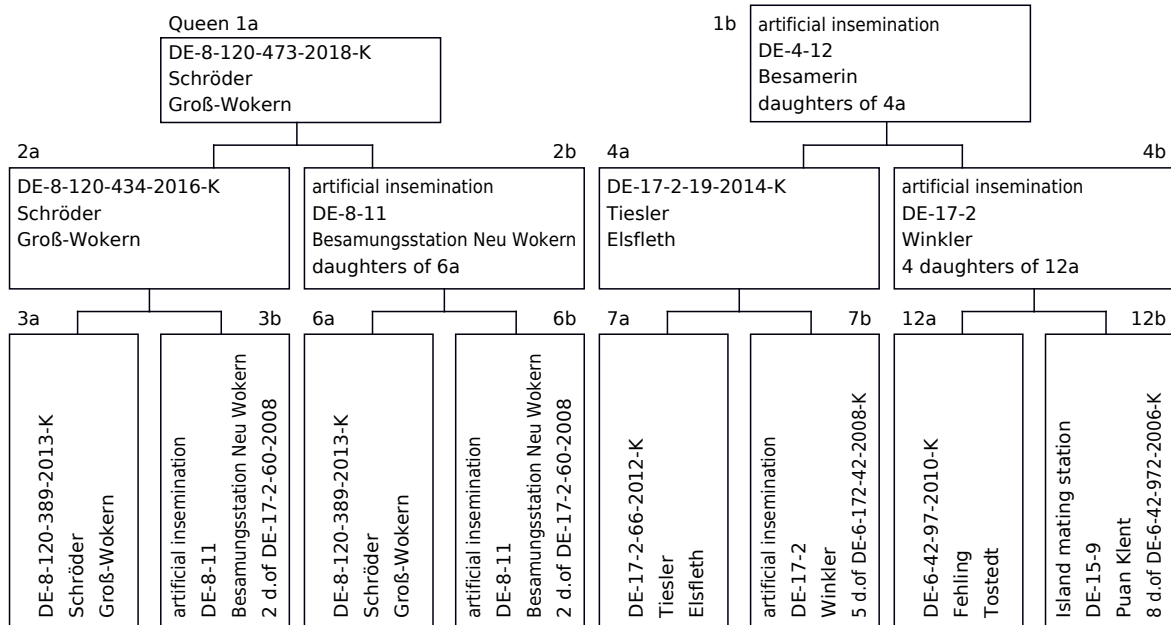 Queen 1a
DE-8-120-473-2018-K
Schröder
Groß-Wokern
1b
artificial insemination
DE-4-12
Besamerin
daughters of 4a
2a
DE-8-120-434-2016-K
Schröder
Groß-Wokern
2b
artificial insemination
DE-8-11
Besamungsstation Neu Wokern
daughters of 6a
4a
DE-17-2-19-2014-K
Tiesler
Elsfleth
4b
artificial insemination
DE-17-2
Winkler
4 daughters of 12a
3a
DE-8-120-389-2013-K
Schröder
Groß-Wokern
3b
artificial insemination
DE-8-11
Besamungsstation Neu Wokern
2 d.of DE-17-2-60-2008
6a
DE-8-120-389-2013-K
Schröder
Groß-Wokern
6b
artificial insemination
DE-8-11
Besamungsstation Neu Wokern
2 d.of DE-17-2-60-2008
7a
DE-17-2-66-2012-K
Tiesler
Elsfleth
7b
artificial insemination
DE-17-2
Winkler
5 d.of DE-6-172-42-2008-K
12a
DE-6-42-97-2010-K
Fehling
Tostedt
12b
Island mating station
DE-15-9
Puan Klent
8 d.of DE-6-42-972-2006-K